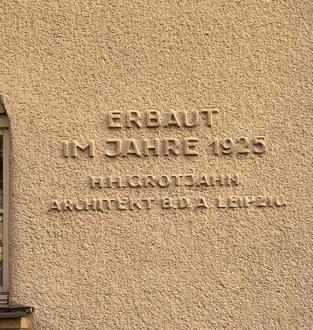 ERBAUT
IM JAHRE 1925
H.H.GROTJAHN
ARCHITEKT B.D.A LEIPZIG.